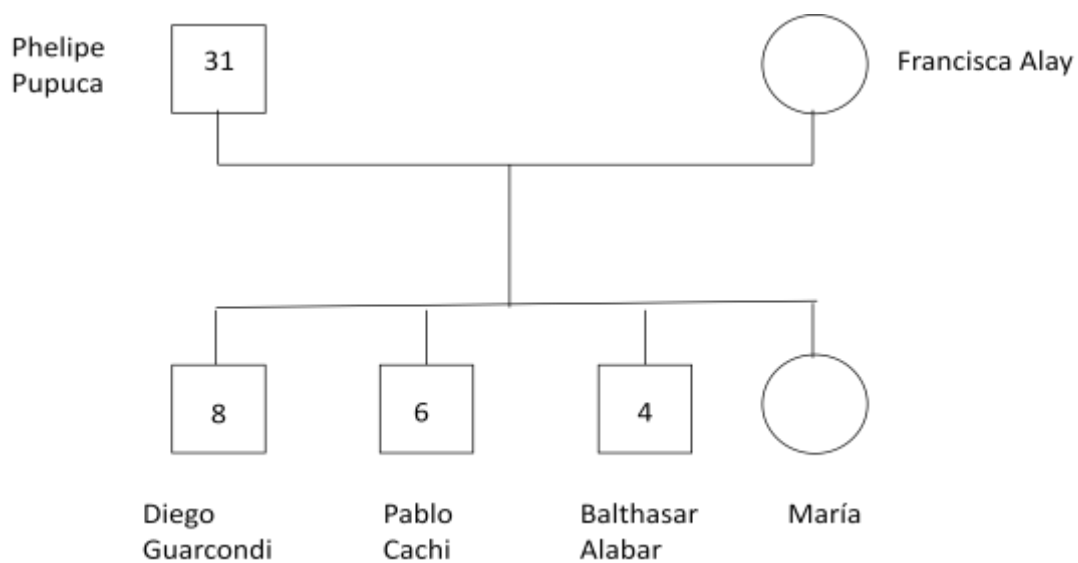 Phelipe
Pupuca
31
Francisca Alay
8
6
4
Diego
Guarcondi
Pablo
Cachi
Balthasar
Alabar
María